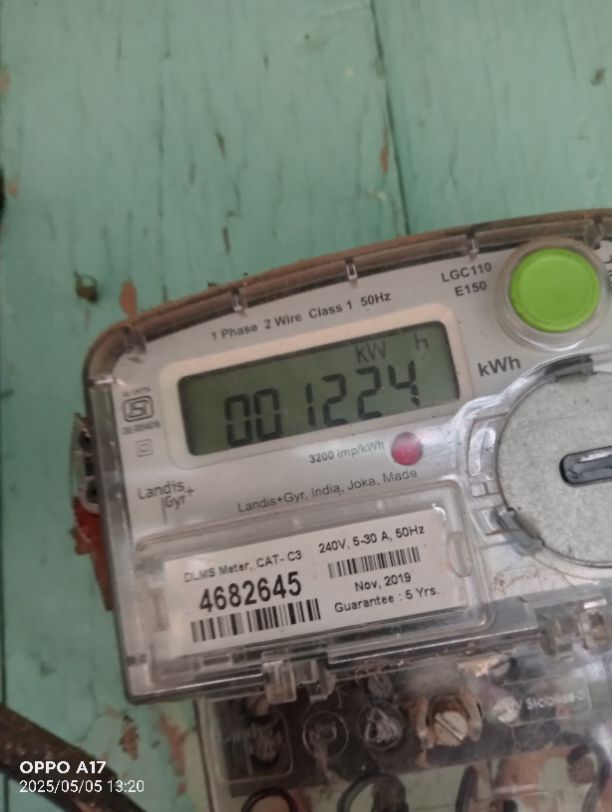 LGC110
E150
1 Phase 2 Wire Class 1 50Hz
kW h
001224
kWh
3200 imp/kWh
Landis
Gyr+
Landis+Gyr, India, Joka, Made
DLMS Meter, CAT- C3 240V, 5-30 A, 50Hz
4682645
Nov, 2019
Guarantee : 5 Yrs.
OPPO A17
2025/05/05 13:20